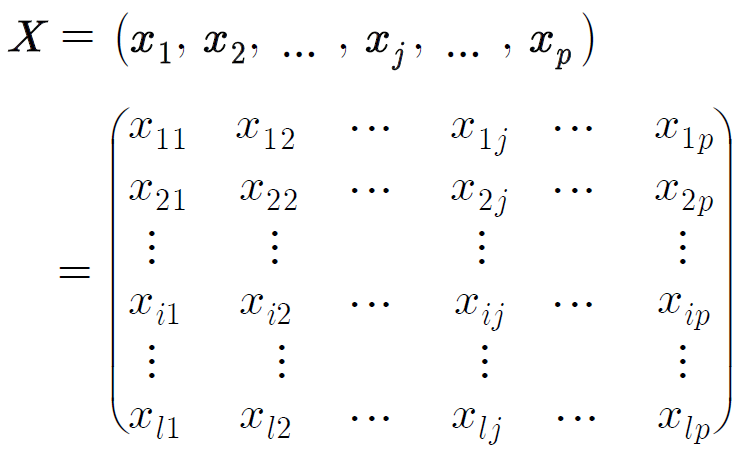 X = (x₁, x₂, ... , xⱼ, ... , xₚ)
x₁₁ x₁₂ ⋯ x₁ⱼ ⋯ x₁ₚ
x₂₁ x₂₂ ⋯ x₂ⱼ ⋯ x₂ₚ
⋮ ⋮ ⋮ ⋮
= xᵢ₁ xᵢ₂ ⋯ xᵢⱼ ⋯ xᵢₚ
⋮ ⋮ ⋮ ⋮
xₗ₁ xₗ₂ ⋯ xₗⱼ ⋯ xₗₚ